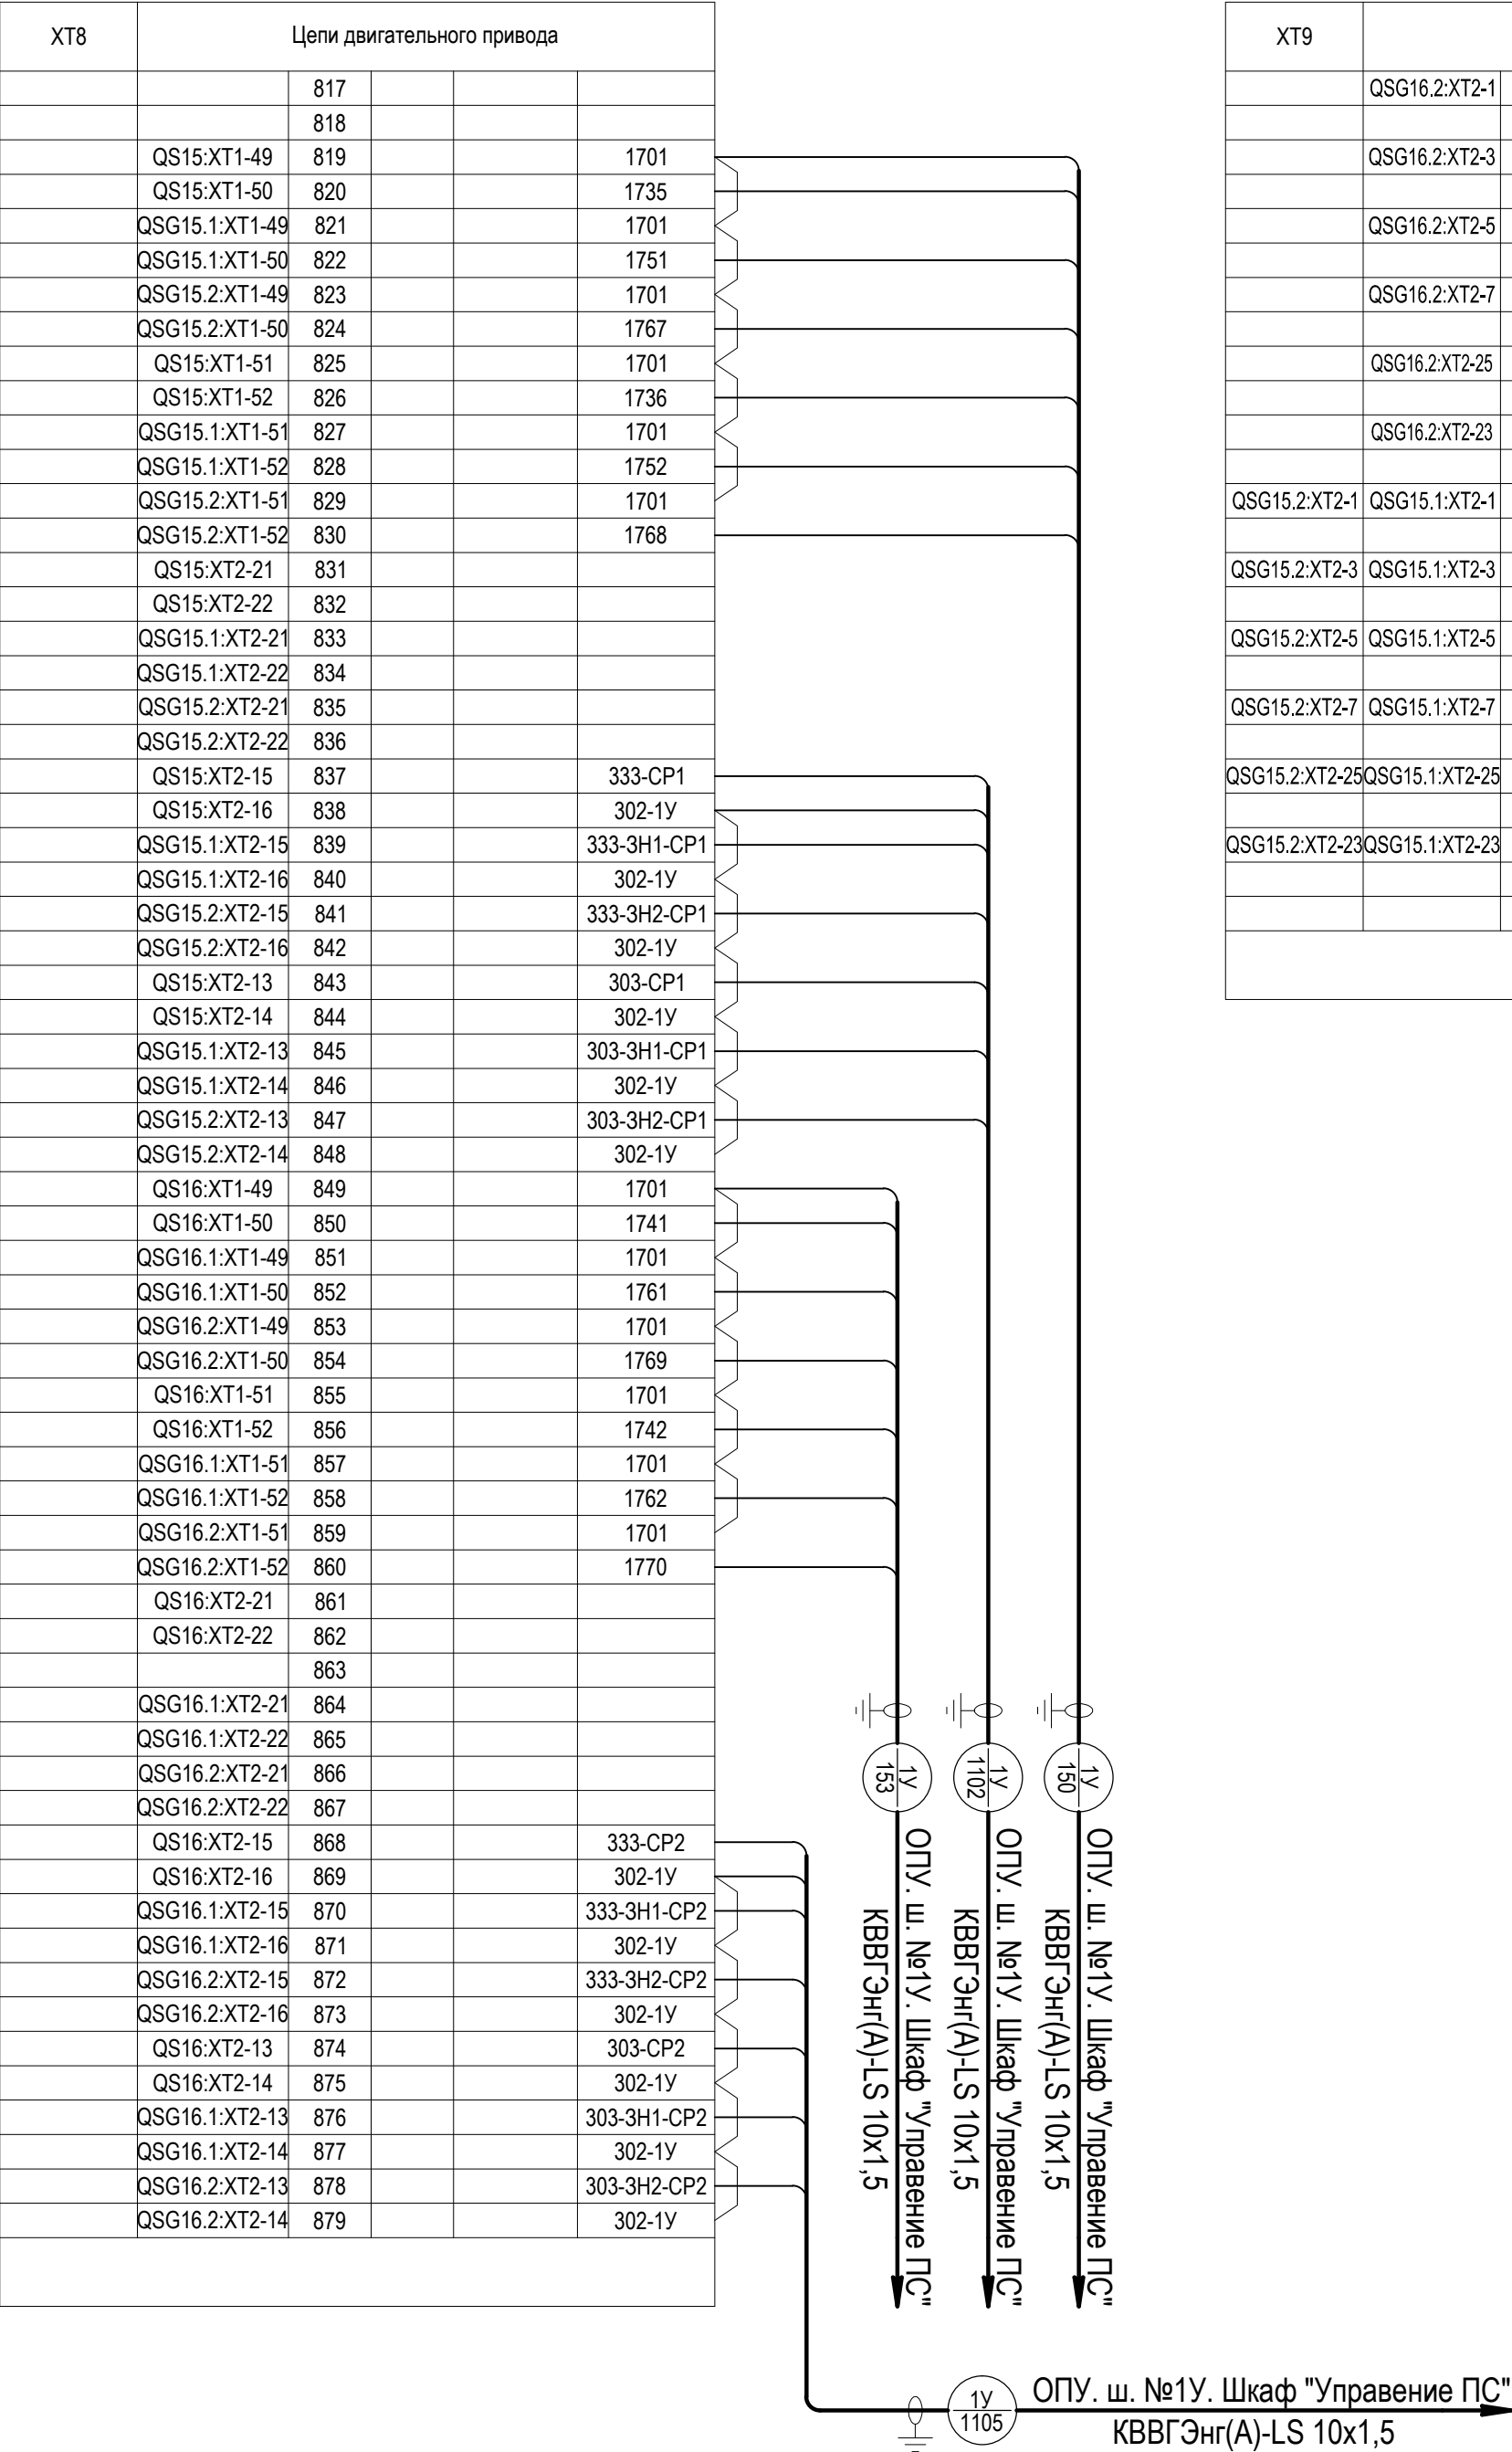 XT8 Цепи двигательного привода
817
818
QS15:XT1-49 819 1701
QS15:XT1-50 820 1735
QSG15.1:XT1-49 821 1701
QSG15.1:XT1-50 822 1751
QSG15.2:XT1-49 823 1701
QSG15.2:XT1-50 824 1767
QS15:XT1-51 825 1701
QS15:XT1-52 826 1736
QSG15.1:XT1-51 827 1701
QSG15.1:XT1-52 828 1752
QSG15.2:XT1-51 829 1701
QSG15.2:XT1-52 830 1768
QS15:XT2-21 831
QS15:XT2-22 832
QSG15.1:XT2-21 833
QSG15.1:XT2-22 834
QSG15.2:XT2-21 835
QSG15.2:XT2-22 836
QS15:XT2-15 837 333-СР1
QS15:XT2-16 838 302-1У
QSG15.1:XT2-15 839 333-ЗН1-СР1
QSG15.1:XT2-16 840 302-1У
QSG15.2:XT2-15 841 333-ЗН2-СР1
QSG15.2:XT2-16 842 302-1У
QS15:XT2-13 843 303-СР1
QS15:XT2-14 844 302-1У
QSG15.1:XT2-13 845 303-ЗН1-СР1
QSG15.1:XT2-14 846 302-1У
QSG15.2:XT2-13 847 303-ЗН2-СР1
QSG15.2:XT2-14 848 302-1У
QS16:XT1-49 849 1701
QS16:XT1-50 850 1741
QSG16.1:XT1-49 851 1701
QSG16.1:XT1-50 852 1761
QSG16.2:XT1-49 853 1701
QSG16.2:XT1-50 854 1769
QS16:XT1-51 855 1701
QS16:XT1-52 856 1742
QSG16.1:XT1-51 857 1701
QSG16.1:XT1-52 858 1762
QSG16.2:XT1-51 859 1701
QSG16.2:XT1-52 860 1770
QS16:XT2-21 861
QS16:XT2-22 862
863
QSG16.1:XT2-21 864
QSG16.1:XT2-22 865
QSG16.2:XT2-21 866
QSG16.2:XT2-22 867
QS16:XT2-15 868 333-СР2
QS16:XT2-16 869 302-1У
QSG16.1:XT2-15 870 333-ЗН1-СР2
QSG16.1:XT2-16 871 302-1У
QSG16.2:XT2-15 872 333-ЗН2-СР2
QSG16.2:XT2-16 873 302-1У
QS16:XT2-13 874 303-СР2
QS16:XT2-14 875 302-1У
QSG16.1:XT2-13 876 303-ЗН1-СР2
QSG16.1:XT2-14 877 302-1У
QSG16.2:XT2-13 878 303-ЗН2-СР2
QSG16.2:XT2-14 879 302-1У
XT9
QSG16.2:XT2-1
QSG16.2:XT2-3
QSG16.2:XT2-5
QSG16.2:XT2-7
QSG16.2:XT2-25
QSG16.2:XT2-23
QSG15.2:XT2-1 QSG15.1:XT2-1
QSG15.2:XT2-3 QSG15.1:XT2-3
QSG15.2:XT2-5 QSG15.1:XT2-5
QSG15.2:XT2-7 QSG15.1:XT2-7
QSG15.2:XT2-25 QSG15.1:XT2-25
QSG15.2:XT2-23 QSG15.1:XT2-23
1У
153
ОПУ. ш. №1У. Шкаф "Управение ПС"
КВВГЭнг(А)-LS 10x1,5
1У
1102
ОПУ. ш. №1У. Шкаф "Управение ПС"
КВВГЭнг(А)-LS 10x1,5
1У
150
ОПУ. ш. №1У. Шкаф "Управение ПС"
КВВГЭнг(А)-LS 10x1,5
1У
1105
ОПУ. ш. №1У. Шкаф "Управение ПС"
КВВГЭнг(А)-LS 10x1,5